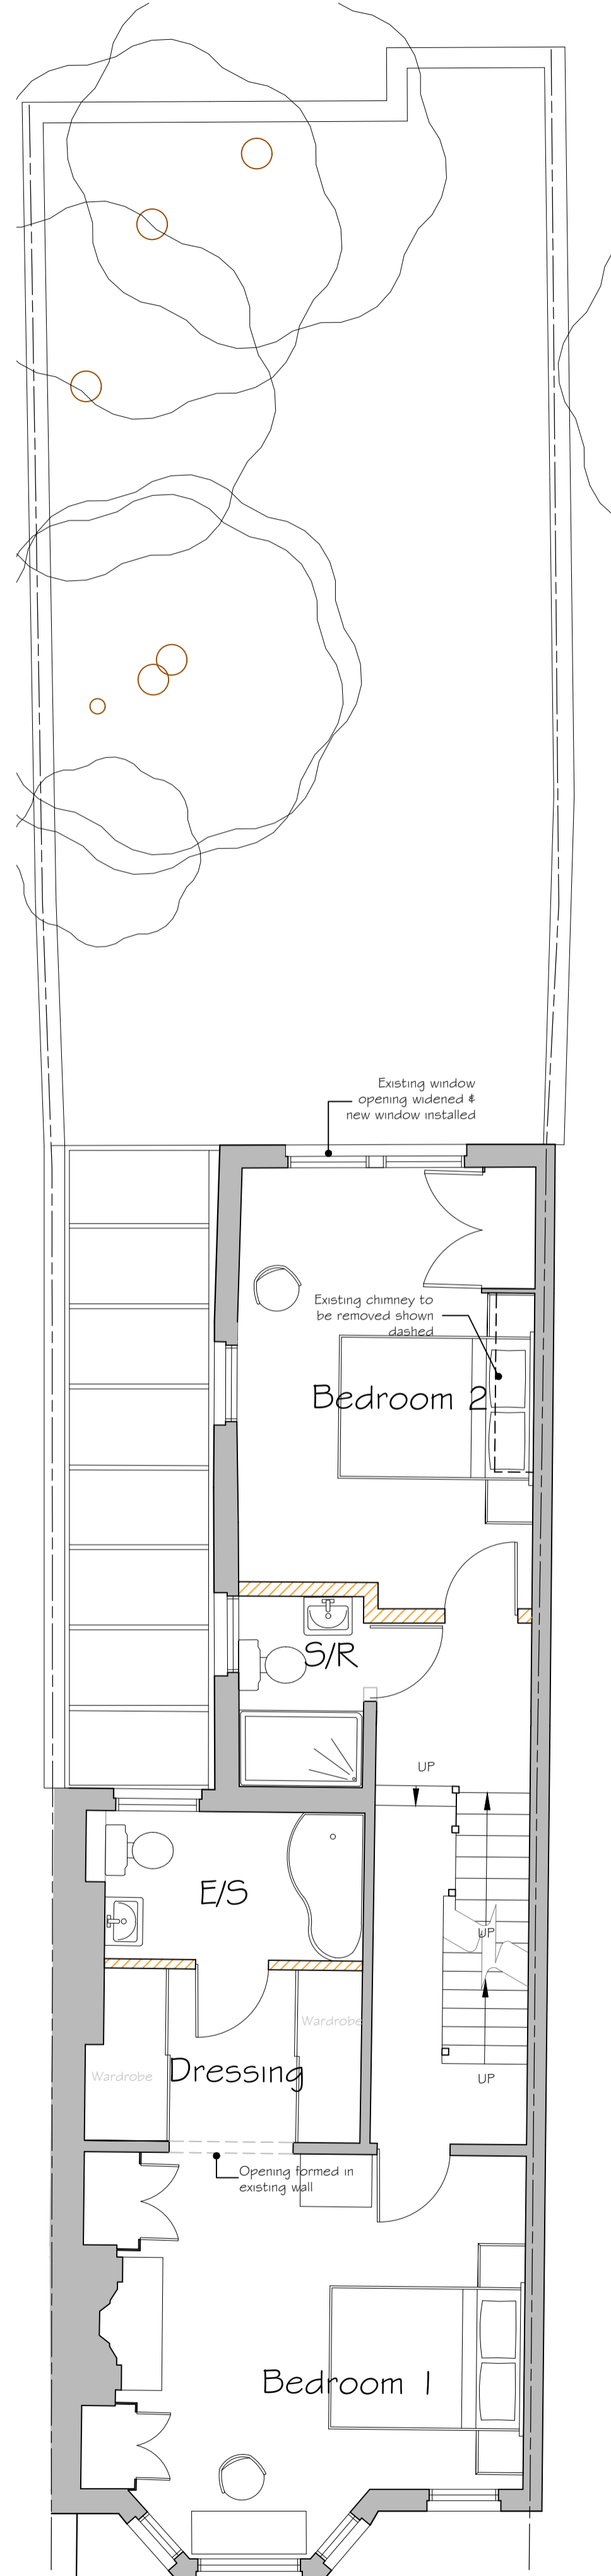 Existing window
opening widened &
new window installed
Existing chimney to
be removed shown
dashed
Bedroom 2
S/R
UP
E/S
UP
Wardrobe
Dressing
Wardrobe
UP
Opening formed in
existing wall
Bedroom 1